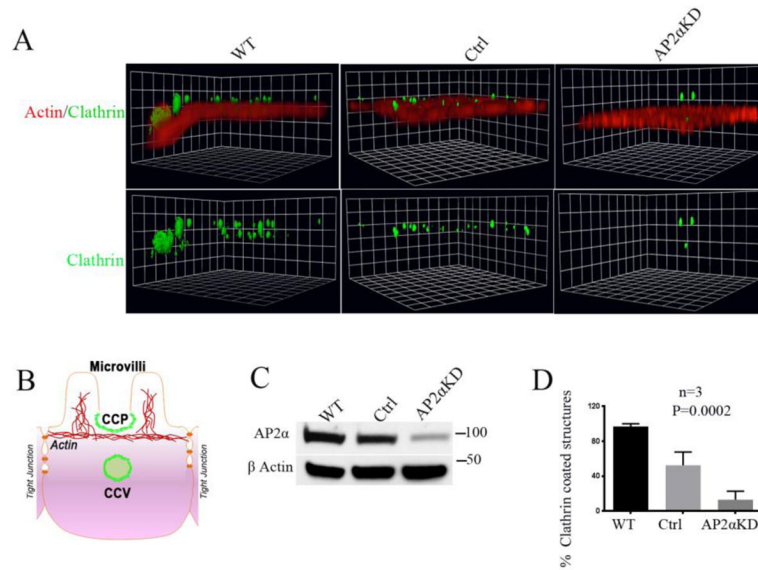 A
WT
Ctrl
AP2αKD
Actin/Clathrin
Clathrin
B
Microvilli
CCP
Actin
CCV
Tight Junction
Tight Junction
C
WT
Ctrl
AP2αKD
AP2α
100
β Actin
50
D
n=3
P=0.0002
% Clathrin coated structures
120
80
40
0
WT
Ctrl
AP2αKD